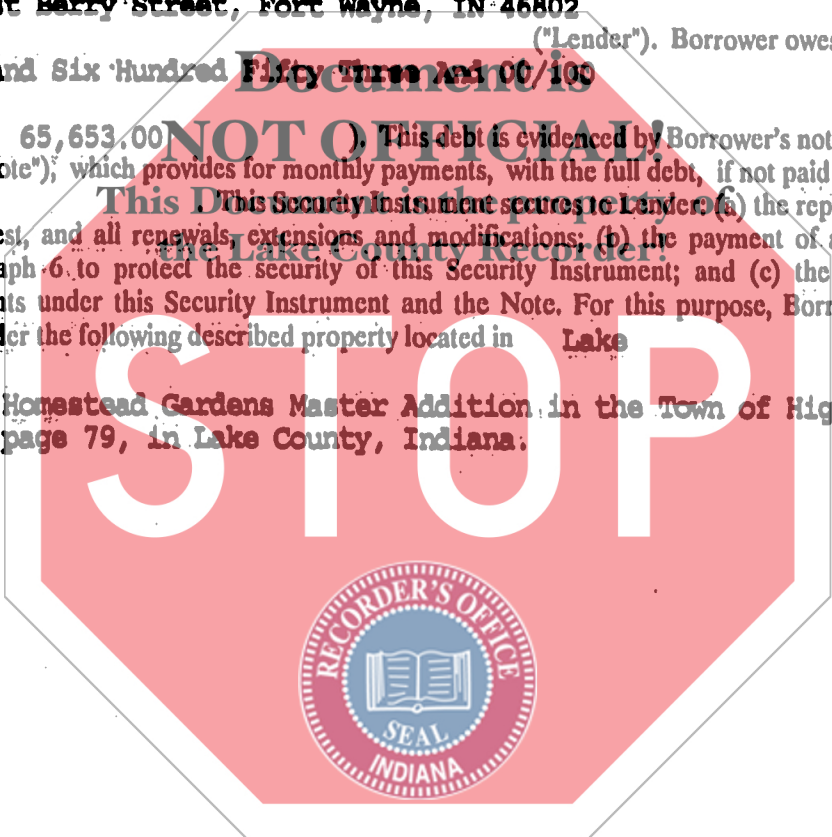 st Berry Street, Fort Wayne, IN 46802
("Lender"). Borrower owes
nd Six Hundred Fifty Three And 00/100
Document is
65,653.00 ). This debt is evidenced by Borrower's not
NOT OFFICIAL!
ote"), which provides for monthly payments, with the full debt, if not paid
. This Security Instrument secures to Lender: (a) the rep
This Document is the property of
est, and all renewals, extensions and modifications; (b) the payment of
the Lake County Recorder!
aph 6 to protect the security of this Security Instrument; and (c) the
nts under this Security Instrument and the Note. For this purpose, Borr
er the following described property located in Lake
Homestead Gardens Master Addition in the Town of Hig
page 79, in Lake County, Indiana.
STOP
RECORDER'S OFFICE
SEAL
INDIANA